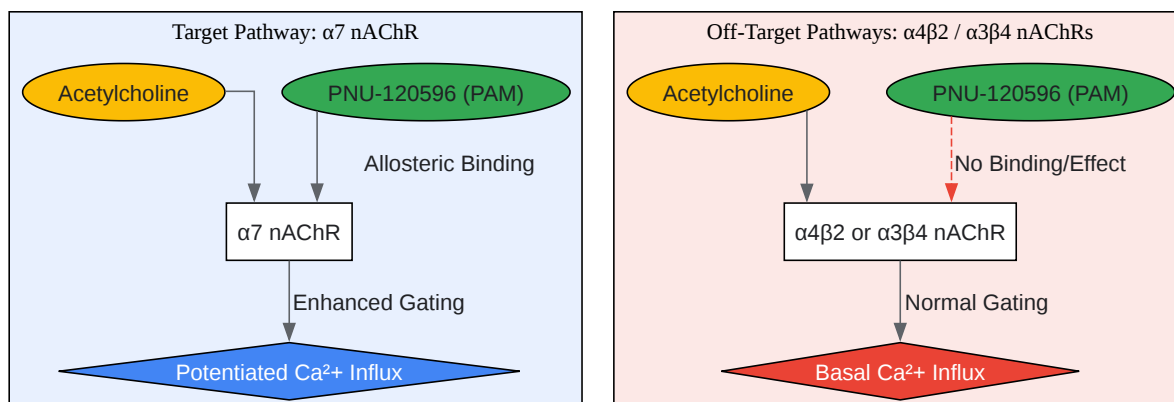 Target Pathway: α7 nAChR
Acetylcholine
PNU-120596 (PAM)
Allosteric Binding
α7 nAChR
Enhanced Gating
Potentiated Ca²+ Influx
Off-Target Pathways: α4β2 / α3β4 nAChRs
Acetylcholine
PNU-120596 (PAM)
No Binding/Effect
α4β2 or α3β4 nAChR
Normal Gating
Basal Ca²+ Influx